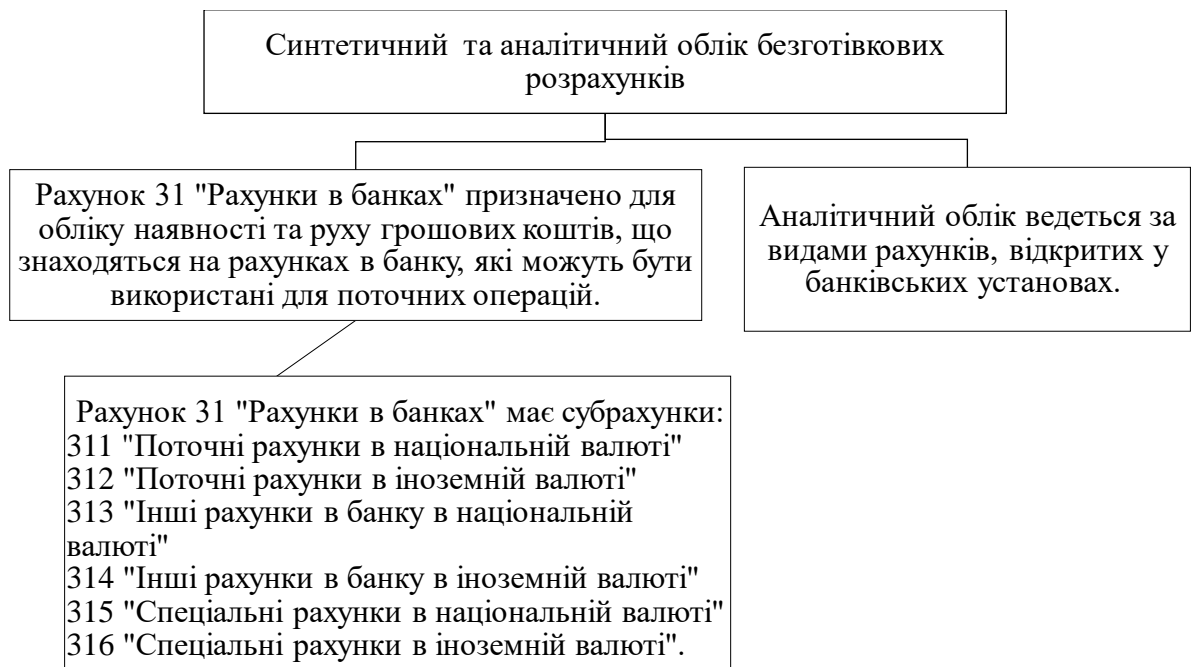 Синтетичний та аналітичний облік безготівкових
розрахунків
Рахунок 31 "Рахунки в банках" призначено для
обліку наявності та руху грошових коштів, що
знаходяться на рахунках в банку, які можуть бути
використані для поточних операцій.
Аналітичний облік ведеться за
видами рахунків, відкритих у
банківських установах.
Рахунок 31 "Рахунки в банках" має субрахунки:
311 "Поточні рахунки в національній валюті"
312 "Поточні рахунки в іноземній валюті"
313 "Інші рахунки в банку в національній
валюті"
314 "Інші рахунки в банку в іноземній валюті"
315 "Спеціальні рахунки в національній валюті"
316 "Спеціальні рахунки в іноземній валюті".